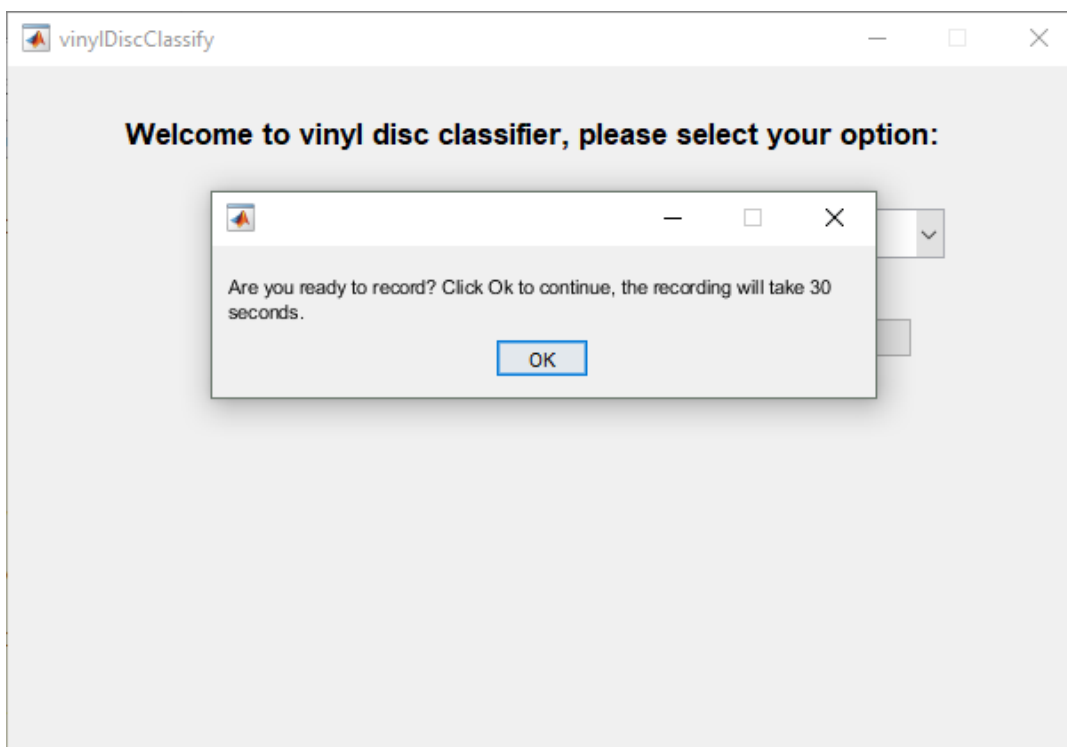 vinylDiscClassify
Welcome to vinyl disc classifier, please select your option:
Are you ready to record? Click Ok to continue, the recording will take 30
seconds.
OK